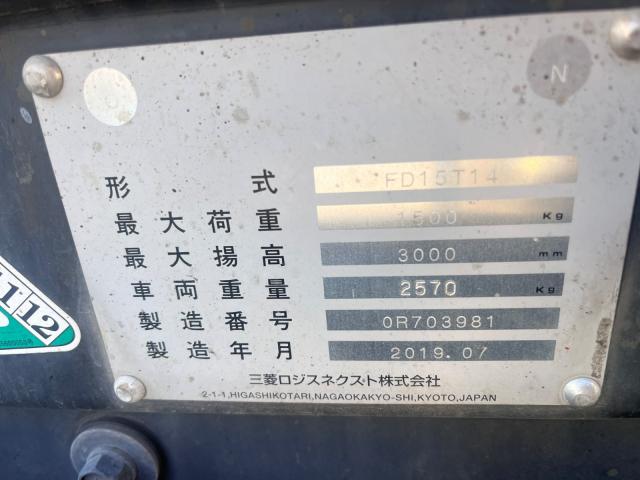 N
形式 FD15T14
最大荷重 1500 Kg
最大揚高 3000 mm
車両重量 2570 Kg
製造番号 0R703981
製造年月 2019.07
三菱ロジスネクスト株式会社
2-1-1,HIGASHIKOTARI,NAGAOKAKYO-SHI,KYOTO,JAPAN
12